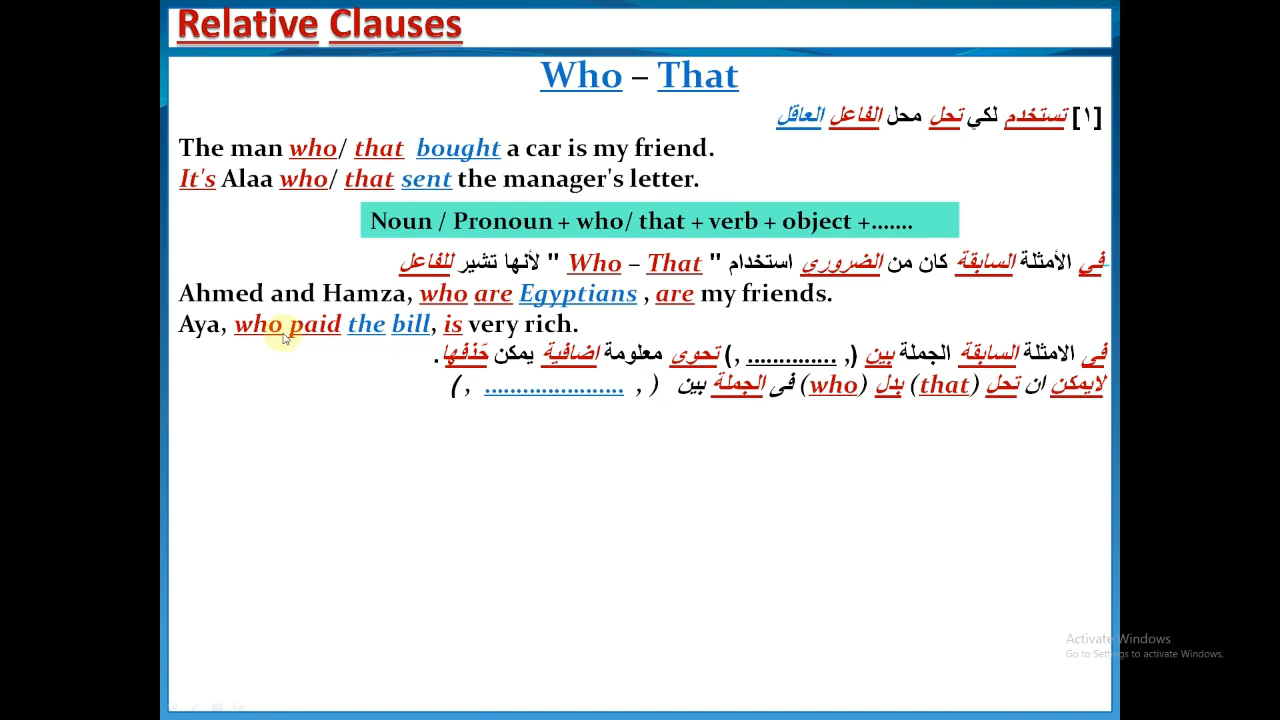 Relative Clauses
Who – That
[١] تستخدم لكي تحل محل الفاعل العاقل
The man who/ that bought a car is my friend.
It's Alaa who/ that sent the manager's letter.
Noun / Pronoun + who/ that + verb + object +.......
-في الأمثلة السابقة كان من الضروري استخدام " Who – That " لأنها تشير للفاعل
Ahmed and Hamza, who are Egyptians , are my friends.
Aya, who paid the bill, is very rich.
في الامثلة السابقة الجملة بين (, .............. ,) تحوى معلومة اضافية يمكن حّذفها .
لايمكن ان تحل (that) بدل (who) فى الجملة بين ( , ...................... , )
Activate Windows
Go to Settings to activate Windows.